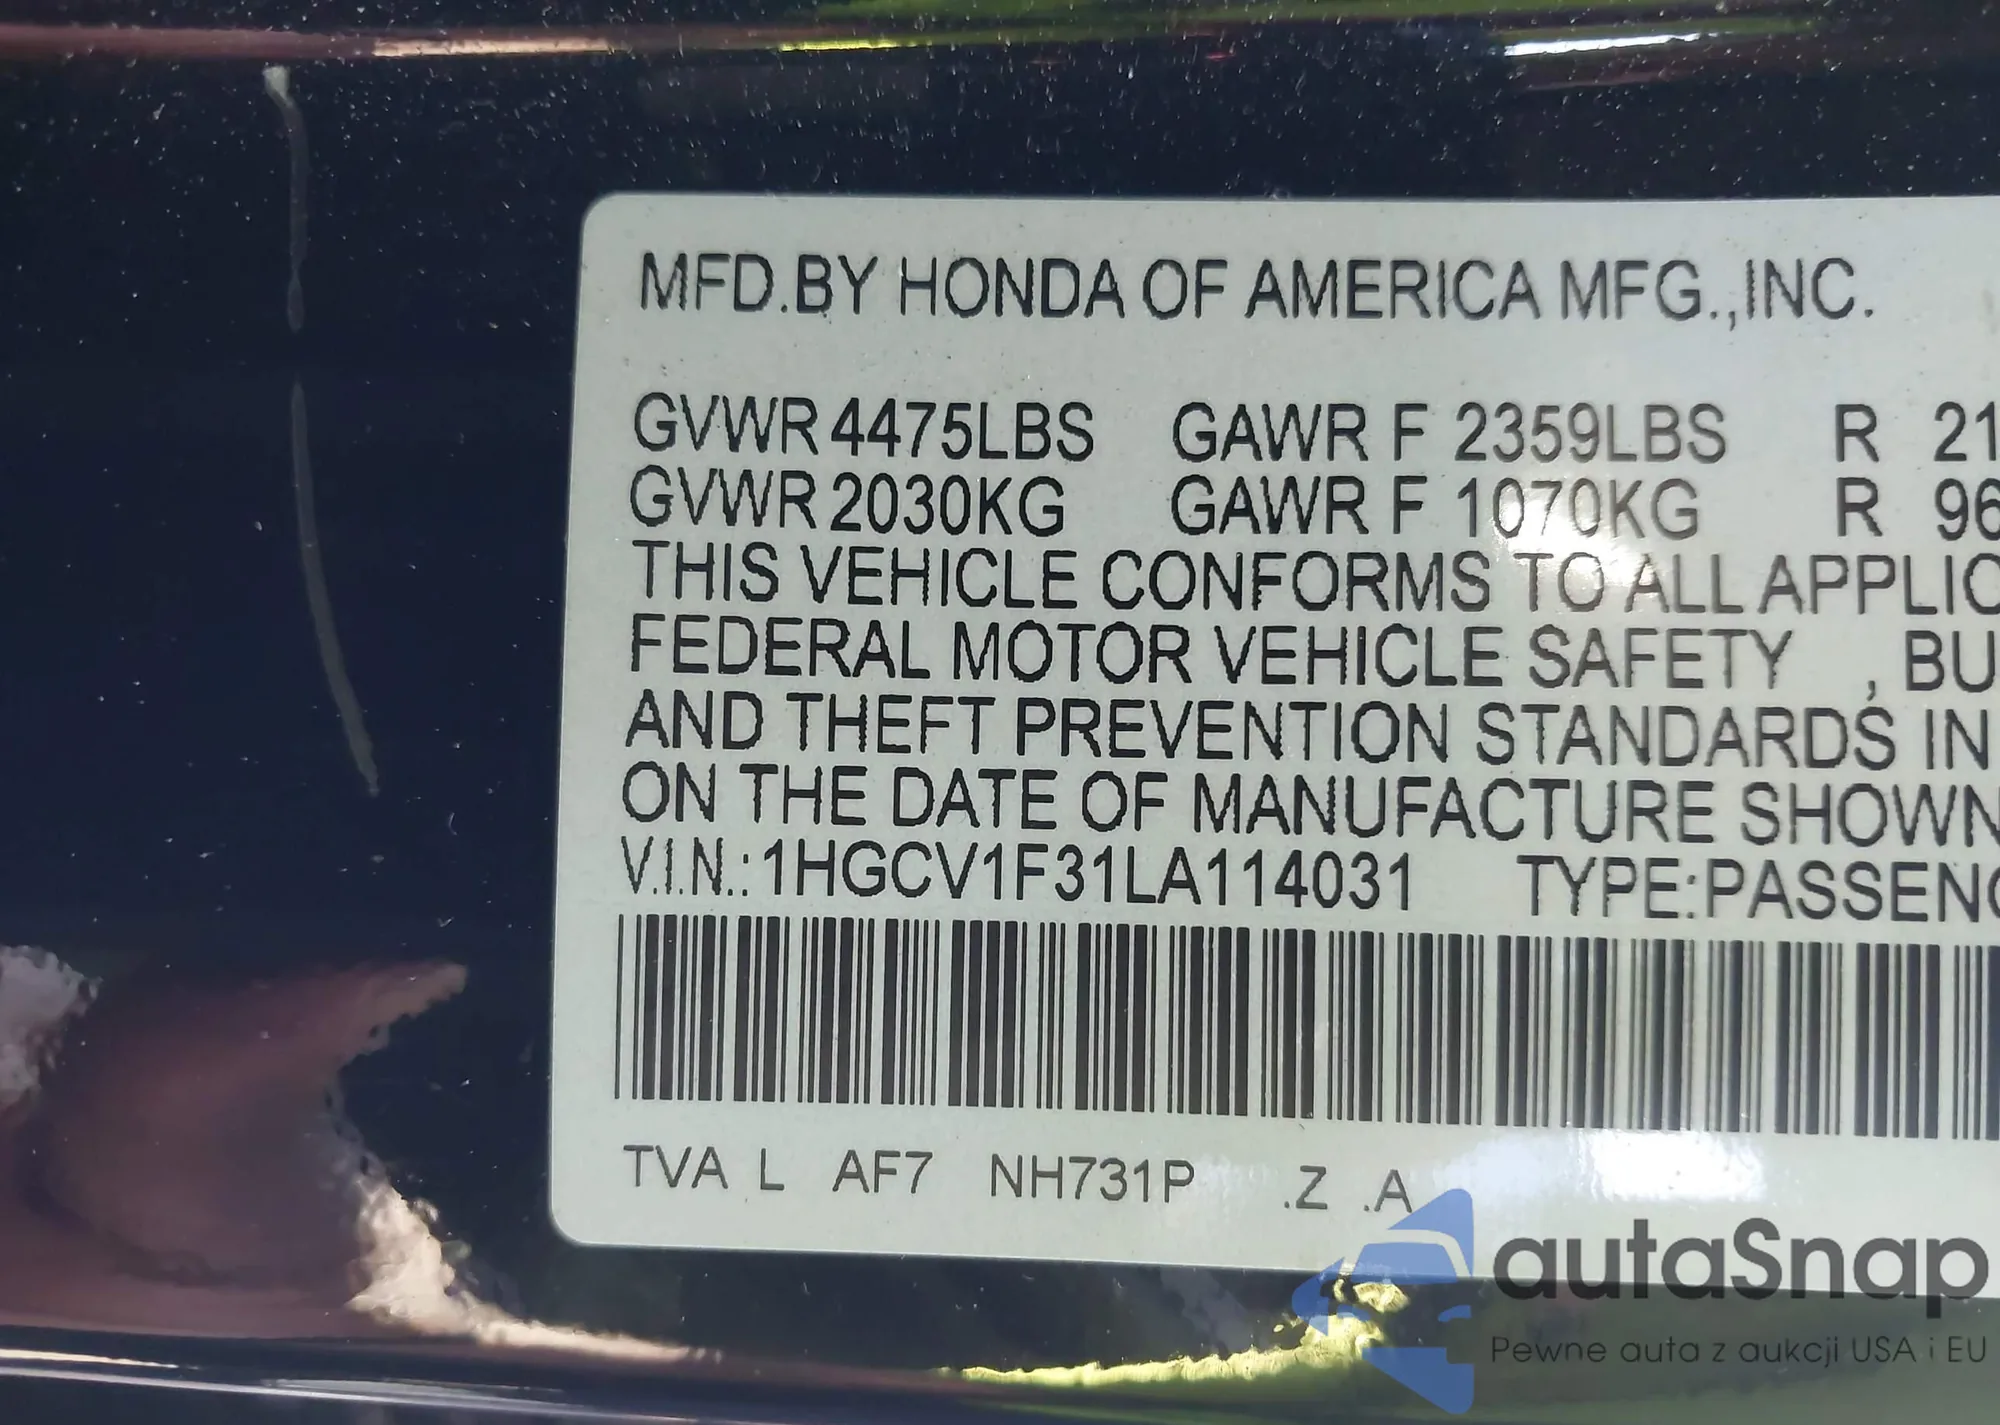 MFD.BY HONDA OF AMERICA MFG.,INC.
GVWR 4475LBS GAWR F 2359LBS R 21
GVWR 2030KG GAWR F 1070KG R 96
THIS VEHICLE CONFORMS TO ALL APPLIC
FEDERAL MOTOR VEHICLE SAFETY , BU
AND THEFT PREVENTION STANDARDS IN
ON THE DATE OF MANUFACTURE SHOWN
V.I.N.: 1HGCV1F31LA114031 TYPE:PASSENG
TVA L AF7 NH731P .Z .A
autaSnap
Pewne auta z aukcji USA i EU